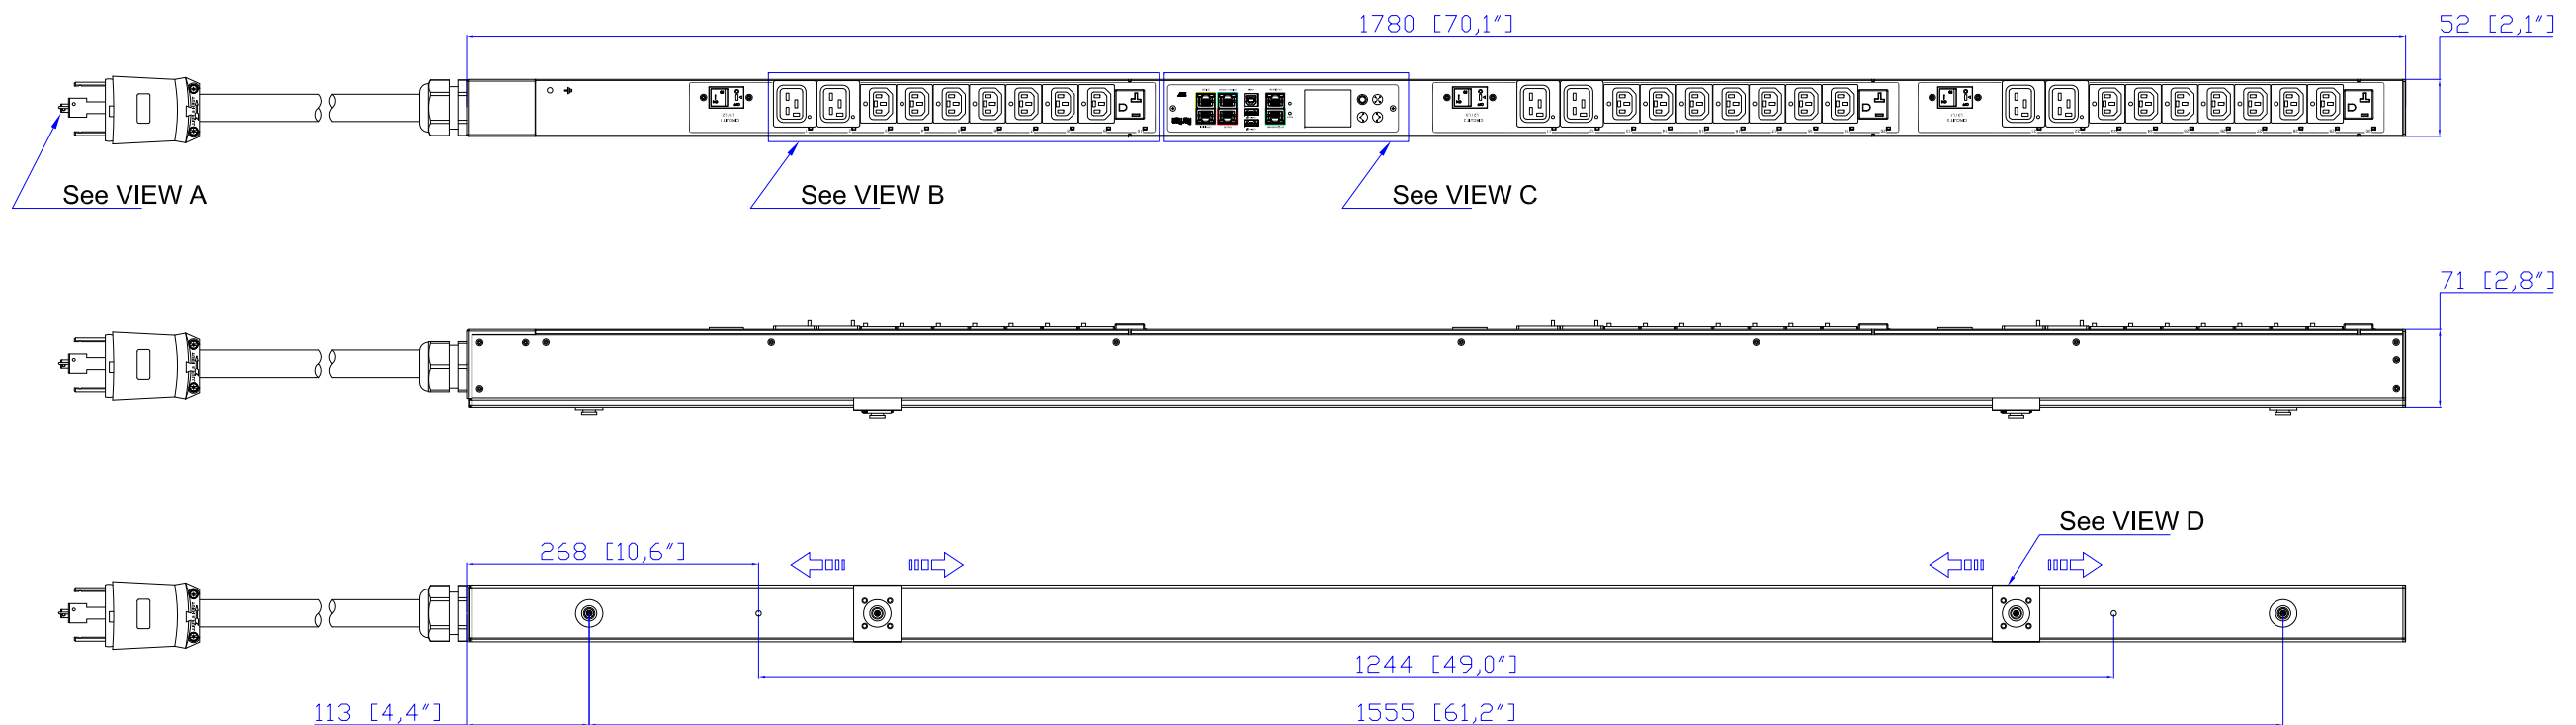 1780 [70,1"]
52 [2,1"]
See VIEW A
See VIEW B
See VIEW C
71 [2,8"]
See VIEW D
268 [10,6"]
1244 [49,0"]
113 [4,4"]
1555 [61,2"]